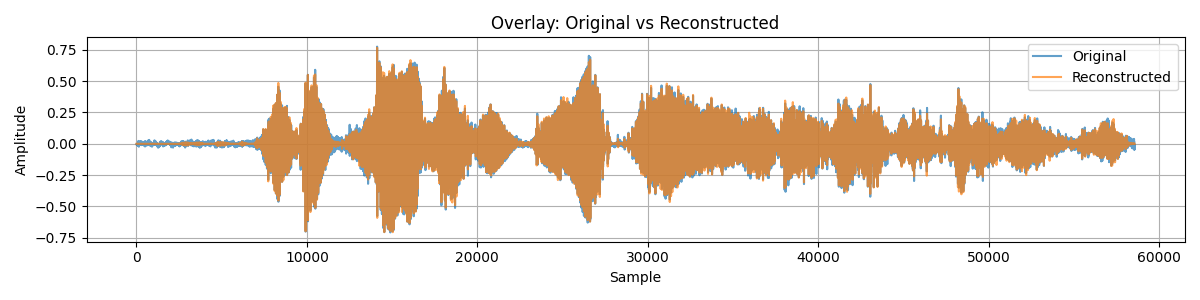 Overlay: Original vs Reconstructed
Original
Reconstructed
Amplitude
0.75
0.50
0.25
0.00
−0.25
−0.50
−0.75
0 10000 20000 30000 40000 50000 60000
Sample